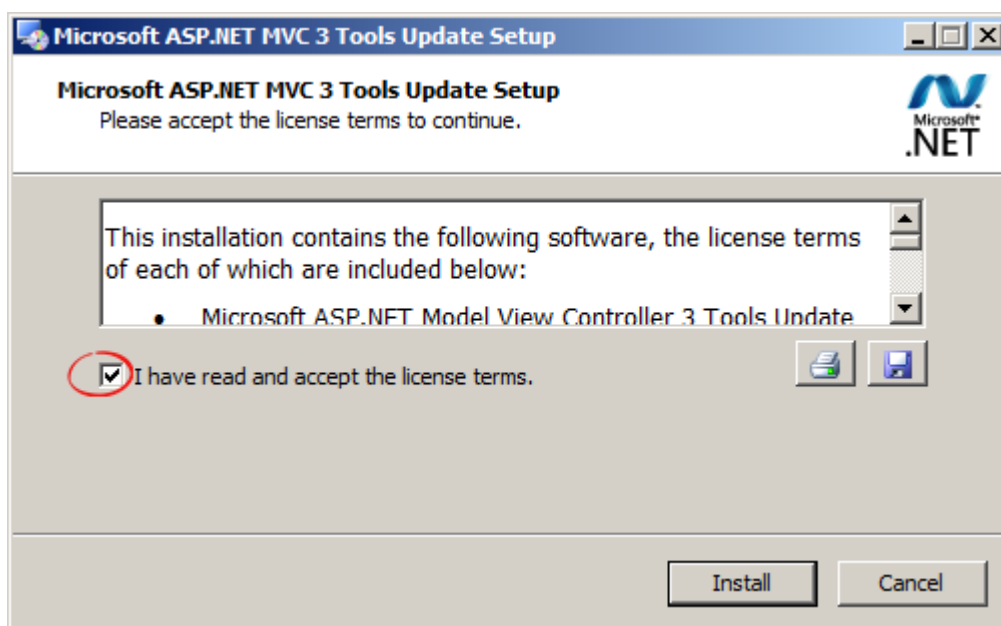 Microsoft ASP.NET MVC 3 Tools Update Setup
Microsoft ASP.NET MVC 3 Tools Update Setup
Please accept the license terms to continue.
Microsoft®
.NET
This installation contains the following software, the license terms
of each of which are included below:
• Microsoft ASP.NET Model View Controller 3 Tools Update
I have read and accept the license terms.
Install
Cancel